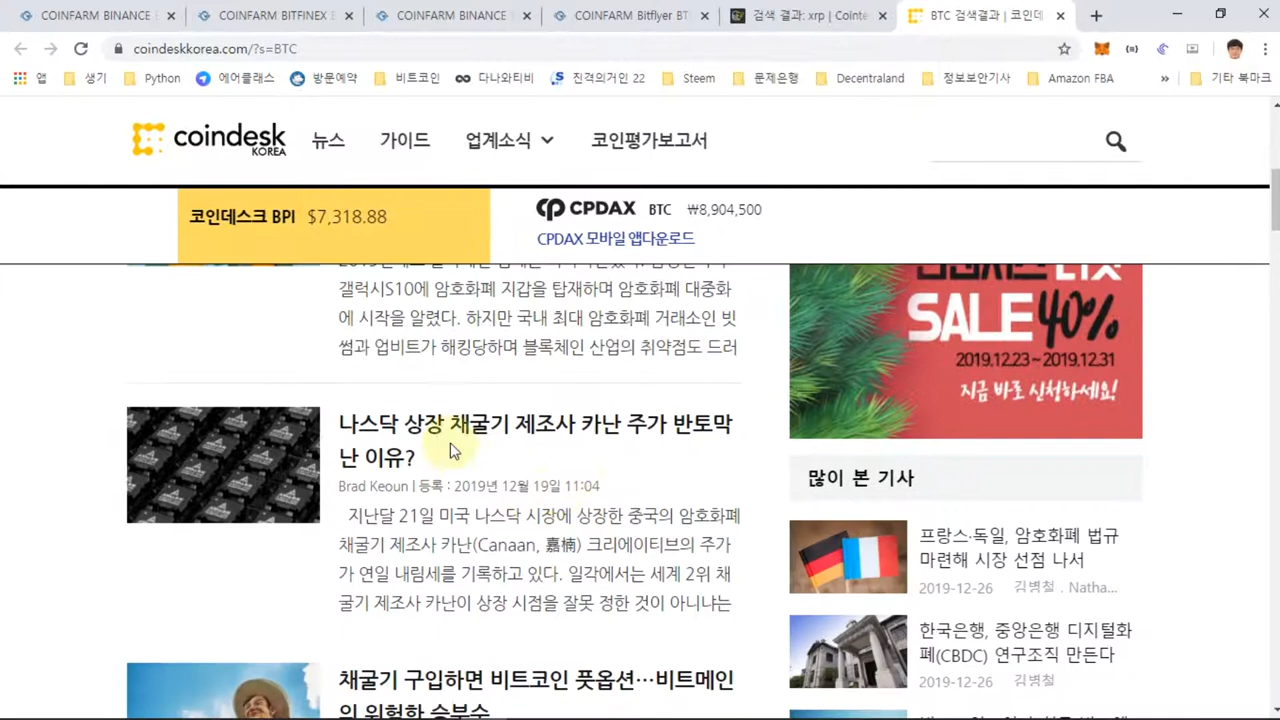 COINFARM BINANCE E
COINFARM BITFINEX E
COINFARM BINANCE E
COINFARM Bitflyer BT
검색 결과: xrp | Cointe
BTC 검색결과 | 코인데
coindeskkorea.com/?s=BTC
앱
생기
Python
에어클래스
방문예약
비트코인
다나와티비
진격의거인 22
Steem
문제은행
Decentraland
정보보안기사
Amazon FBA
»
기타 북마크
coindesk
KOREA
뉴스
가이드
업계소식
코인평가보고서
코인데스크 BPI $7,318.88
CPDAX BTC ₩8,904,500
CPDAX 모바일 앱다운로드
갤럭시S10에 암호화폐 지갑을 탑재하며 암호화폐 대중화
에 시작을 알렸다. 하지만 국내 최대 암호화폐 거래소인 빗
썸과 업비트가 해킹당하며 블록체인 산업의 취약점도 드러
나스닥 상장 채굴기 제조사 카난 주가 반토막
난 이유?
Brad Keoun | 등록 : 2019년 12월 19일 11:04
지난달 21일 미국 나스닥 시장에 상장한 중국의 암호화폐
채굴기 제조사 카난(Canaan, 嘉楠) 크리에이티브의 주가
가 연일 내림세를 기록하고 있다. 일각에서는 세계 2위 채
굴기 제조사 카난이 상장 시점을 잘못 정한 것이 아니냐는
채굴기 구입하면 비트코인 풋옵션…비트메인
의 위험한 승부수
SALE 40%
2019.12.23~2019.12.31
지금 바로 신청하세요!
많이 본 기사
프랑스·독일, 암호화폐 법규
마련해 시장 선점 나서
2019-12-26 김병철 . Natha...
한국은행, 중앙은행 디지털화
폐(CBDC) 연구조직 만든다
2019-12-26 김병철